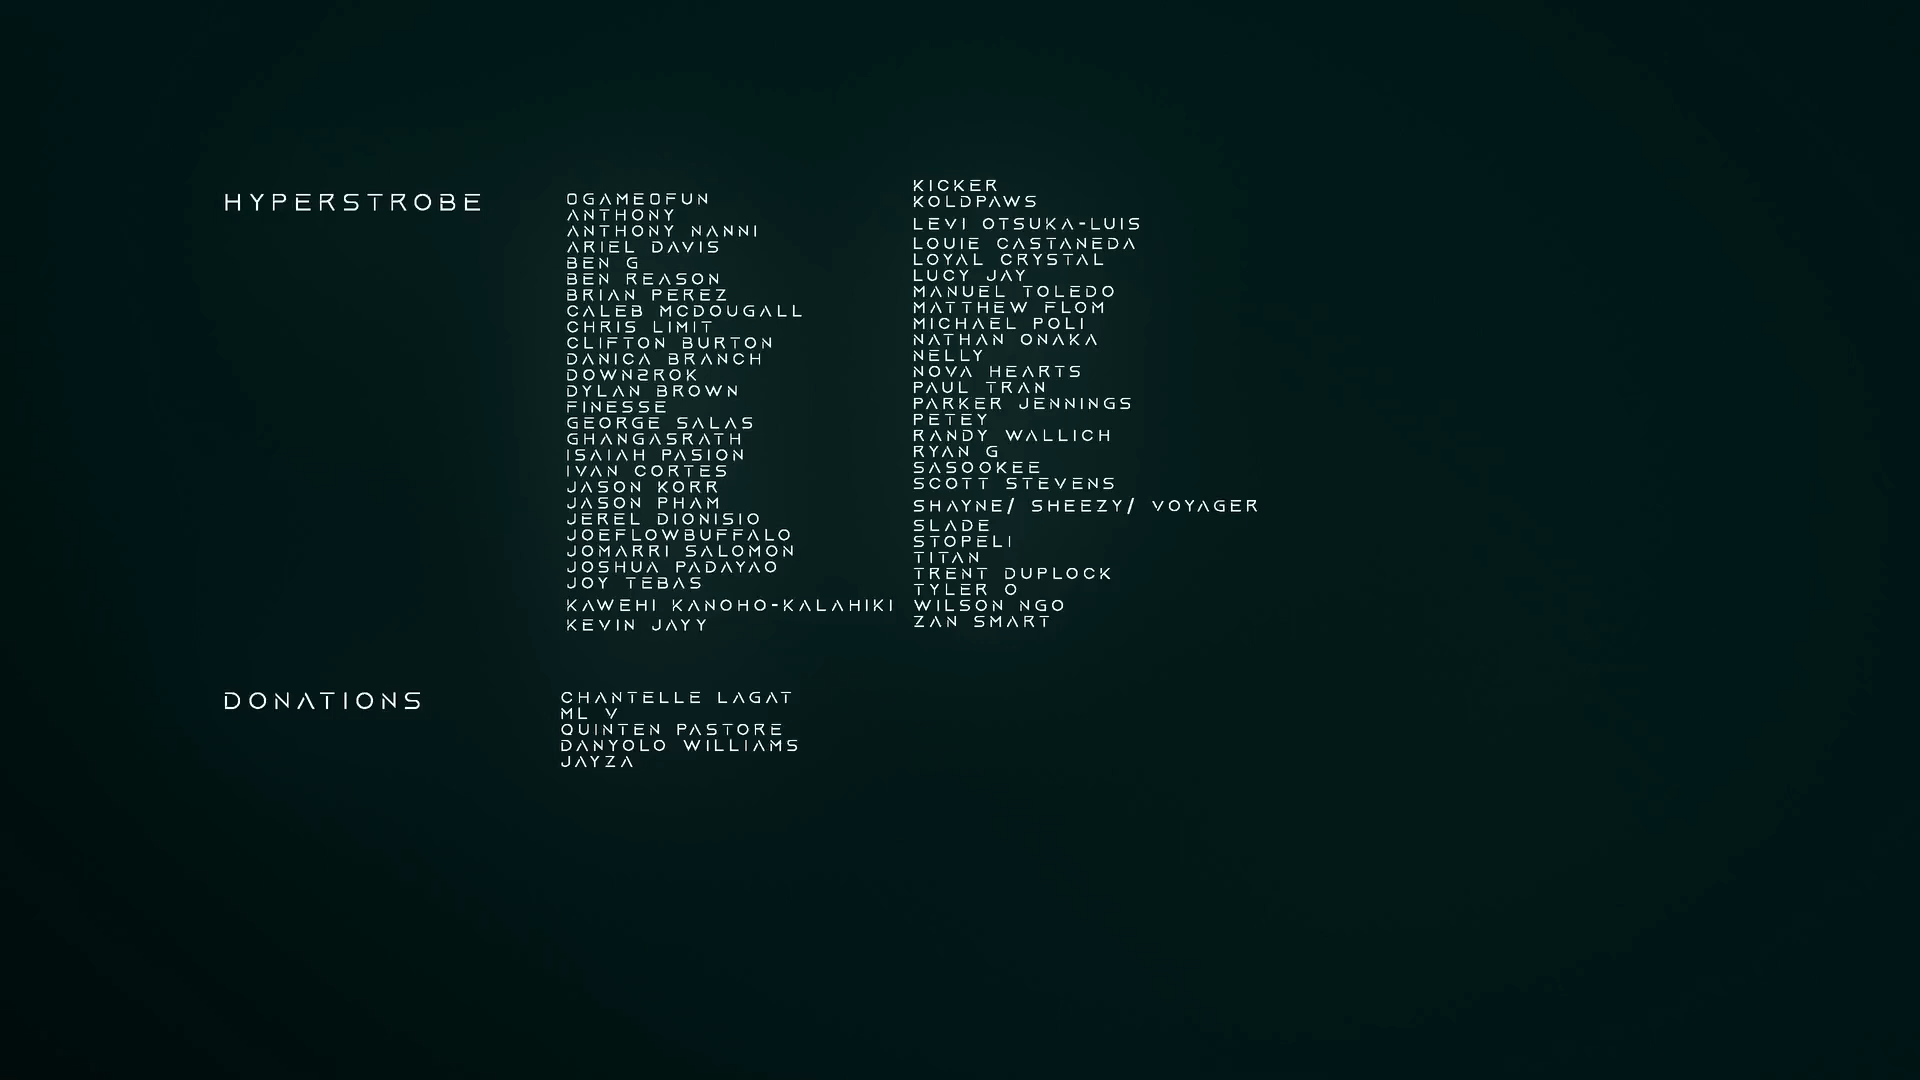 HYPERSTROBE
0GAMEOFUN
ANTHONY
ANTHONY NANNI
ARIEL DAVIS
BEN G
BEN REASON
BRIAN PEREZ
CALEB MCDOUGALL
CHRIS LIMIT
CLIFTON BURTON
DANICA BRANCH
DOWN2ROK
DYLAN BROWN
FINESSE
GEORGE SALAS
GHANGASRATH
ISAIAH PASION
IVAN CORTES
JASON KORR
JASON PHAM
JEREL DIONISIO
JOEFLOWBUFFALO
JOMARRI SALOMON
JOSHUA PADAYAO
JOY TEBAS
KAWEHI KANOHO-KALAHIKI
KEVIN JAYY
KICKER
KOLDPAWS
LEVI OTSUKA-LUIS
LOUIE CASTANEDA
LOYAL CRYSTAL
LUCY JAY
MANUEL TOLEDO
MATTHEW FLOM
MICHAEL POLI
NATHAN ONAKA
NELLY
NOVA HEARTS
PAUL TRAN
PARKER JENNINGS
PETEY
RANDY WALLICH
RYAN G
SASOOKEE
SCOTT STEVENS
SHAYNE/ SHEEZY/ VOYAGER
SLADE
STOPELI
TITAN
TRENT DUPLOCK
TYLER O
WILSON NGO
ZAN SMART
DONATIONS
CHANTELLE LAGAT
ML V
QUINTEN PASTORE
DANYOLO WILLIAMS
JAYZA